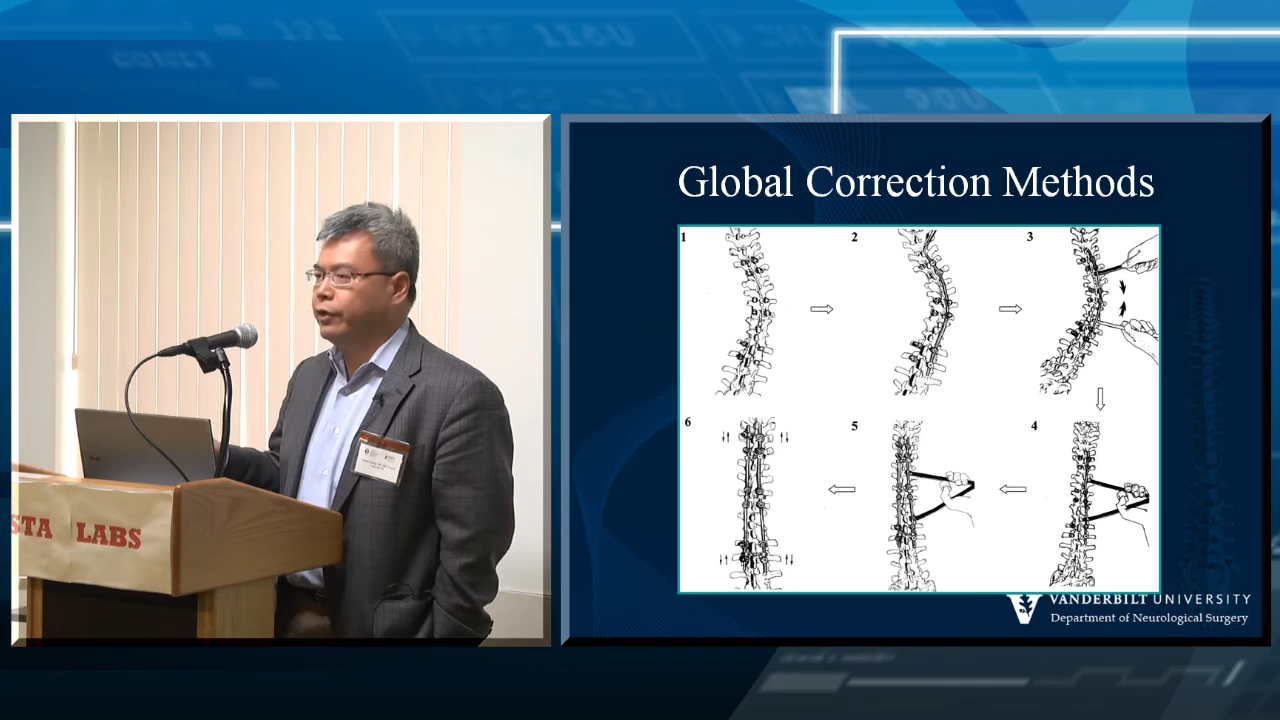 STA LABS
Global Correction Methods
1
2
3
6
5
4
VANDERBILT UNIVERSITY
Department of Neurological Surgery